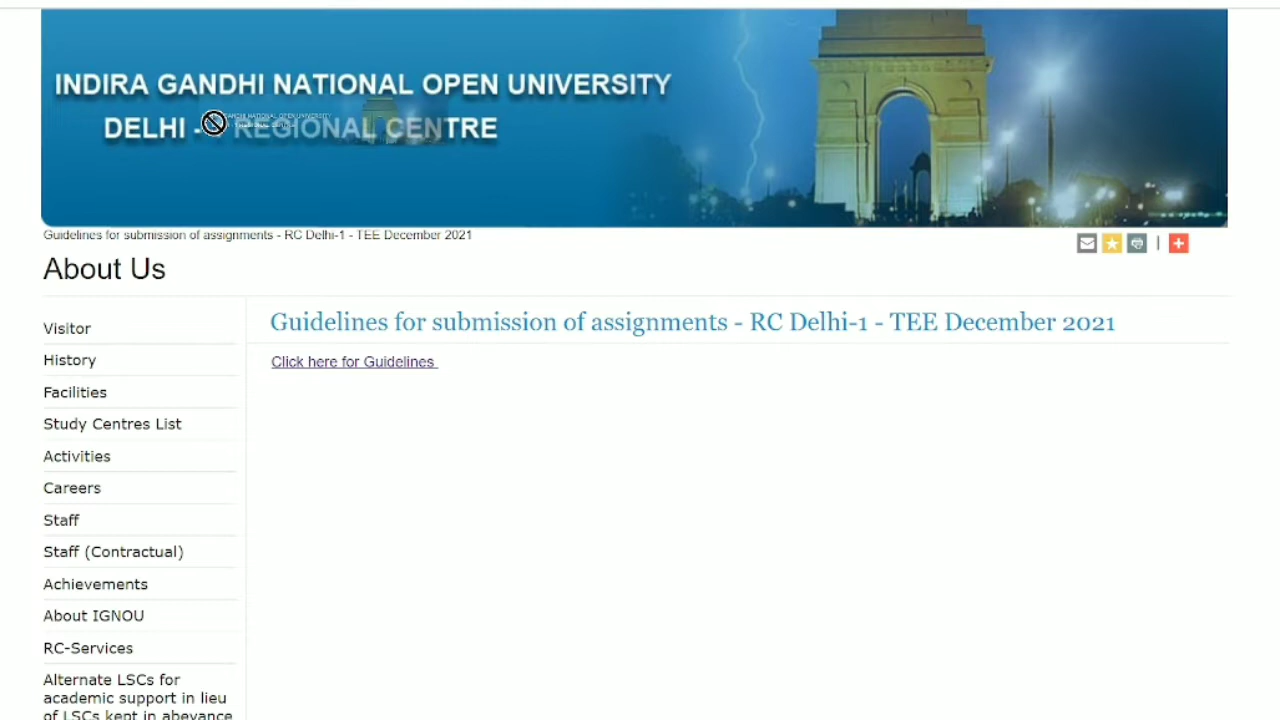 INDIRA GANDHI NATIONAL OPEN UNIVERSITY
DELHI - REGIONAL CENTRE
Guidelines for submission of assignments - RC Delhi-1 - TEE December 2021
About Us
Guidelines for submission of assignments - RC Delhi-1 - TEE December 2021
Click here for Guidelines
Visitor
History
Facilities
Study Centres List
Activities
Careers
Staff
Staff (Contractual)
Achievements
About IGNOU
RC-Services
Alternate LSCs for
academic support in lieu
of LSCs kept in abeyance